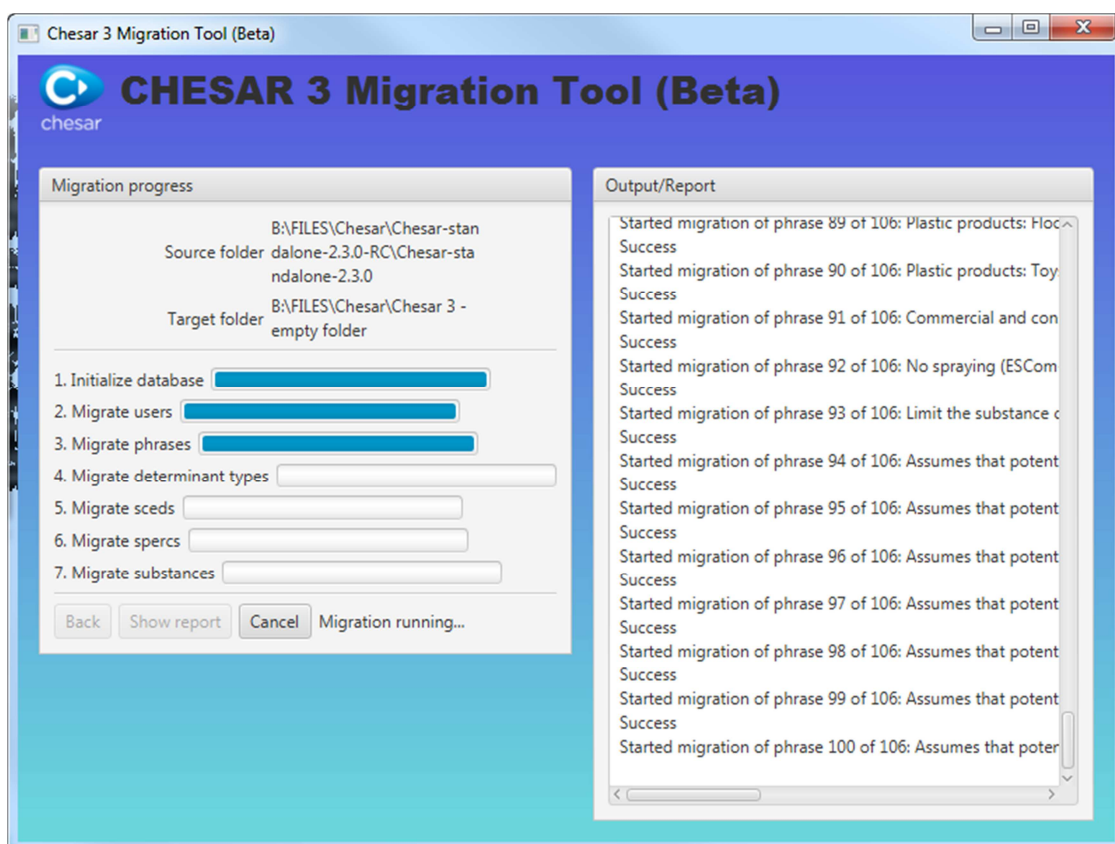 Chesar 3 Migration Tool (Beta)
CHESAR 3 Migration Tool (Beta)
chesar
Migration progress
Source folder
B:\FILES\Chesar\Chesar-stan
dalone-2.3.0-RC\Chesar-sta
ndalone-2.3.0
Target folder
B:\FILES\Chesar\Chesar 3 -
empty folder
1. Initialize database
2. Migrate users
3. Migrate phrases
4. Migrate determinant types
5. Migrate sceds
6. Migrate spercs
7. Migrate substances
Back
Show report
Cancel
Migration running...
Output/Report
Started migration of phrase 89 of 106: Plastic products: Floc
Success
Started migration of phrase 90 of 106: Plastic products: Toy
Success
Started migration of phrase 91 of 106: Commercial and con
Success
Started migration of phrase 92 of 106: No spraying (ESCom
Success
Started migration of phrase 93 of 106: Limit the substance c
Success
Started migration of phrase 94 of 106: Assumes that potent
Success
Started migration of phrase 95 of 106: Assumes that potent
Success
Started migration of phrase 96 of 106: Assumes that potent
Success
Started migration of phrase 97 of 106: Assumes that potent
Success
Started migration of phrase 98 of 106: Assumes that potent
Success
Started migration of phrase 99 of 106: Assumes that potent
Success
Started migration of phrase 100 of 106: Assumes that poter